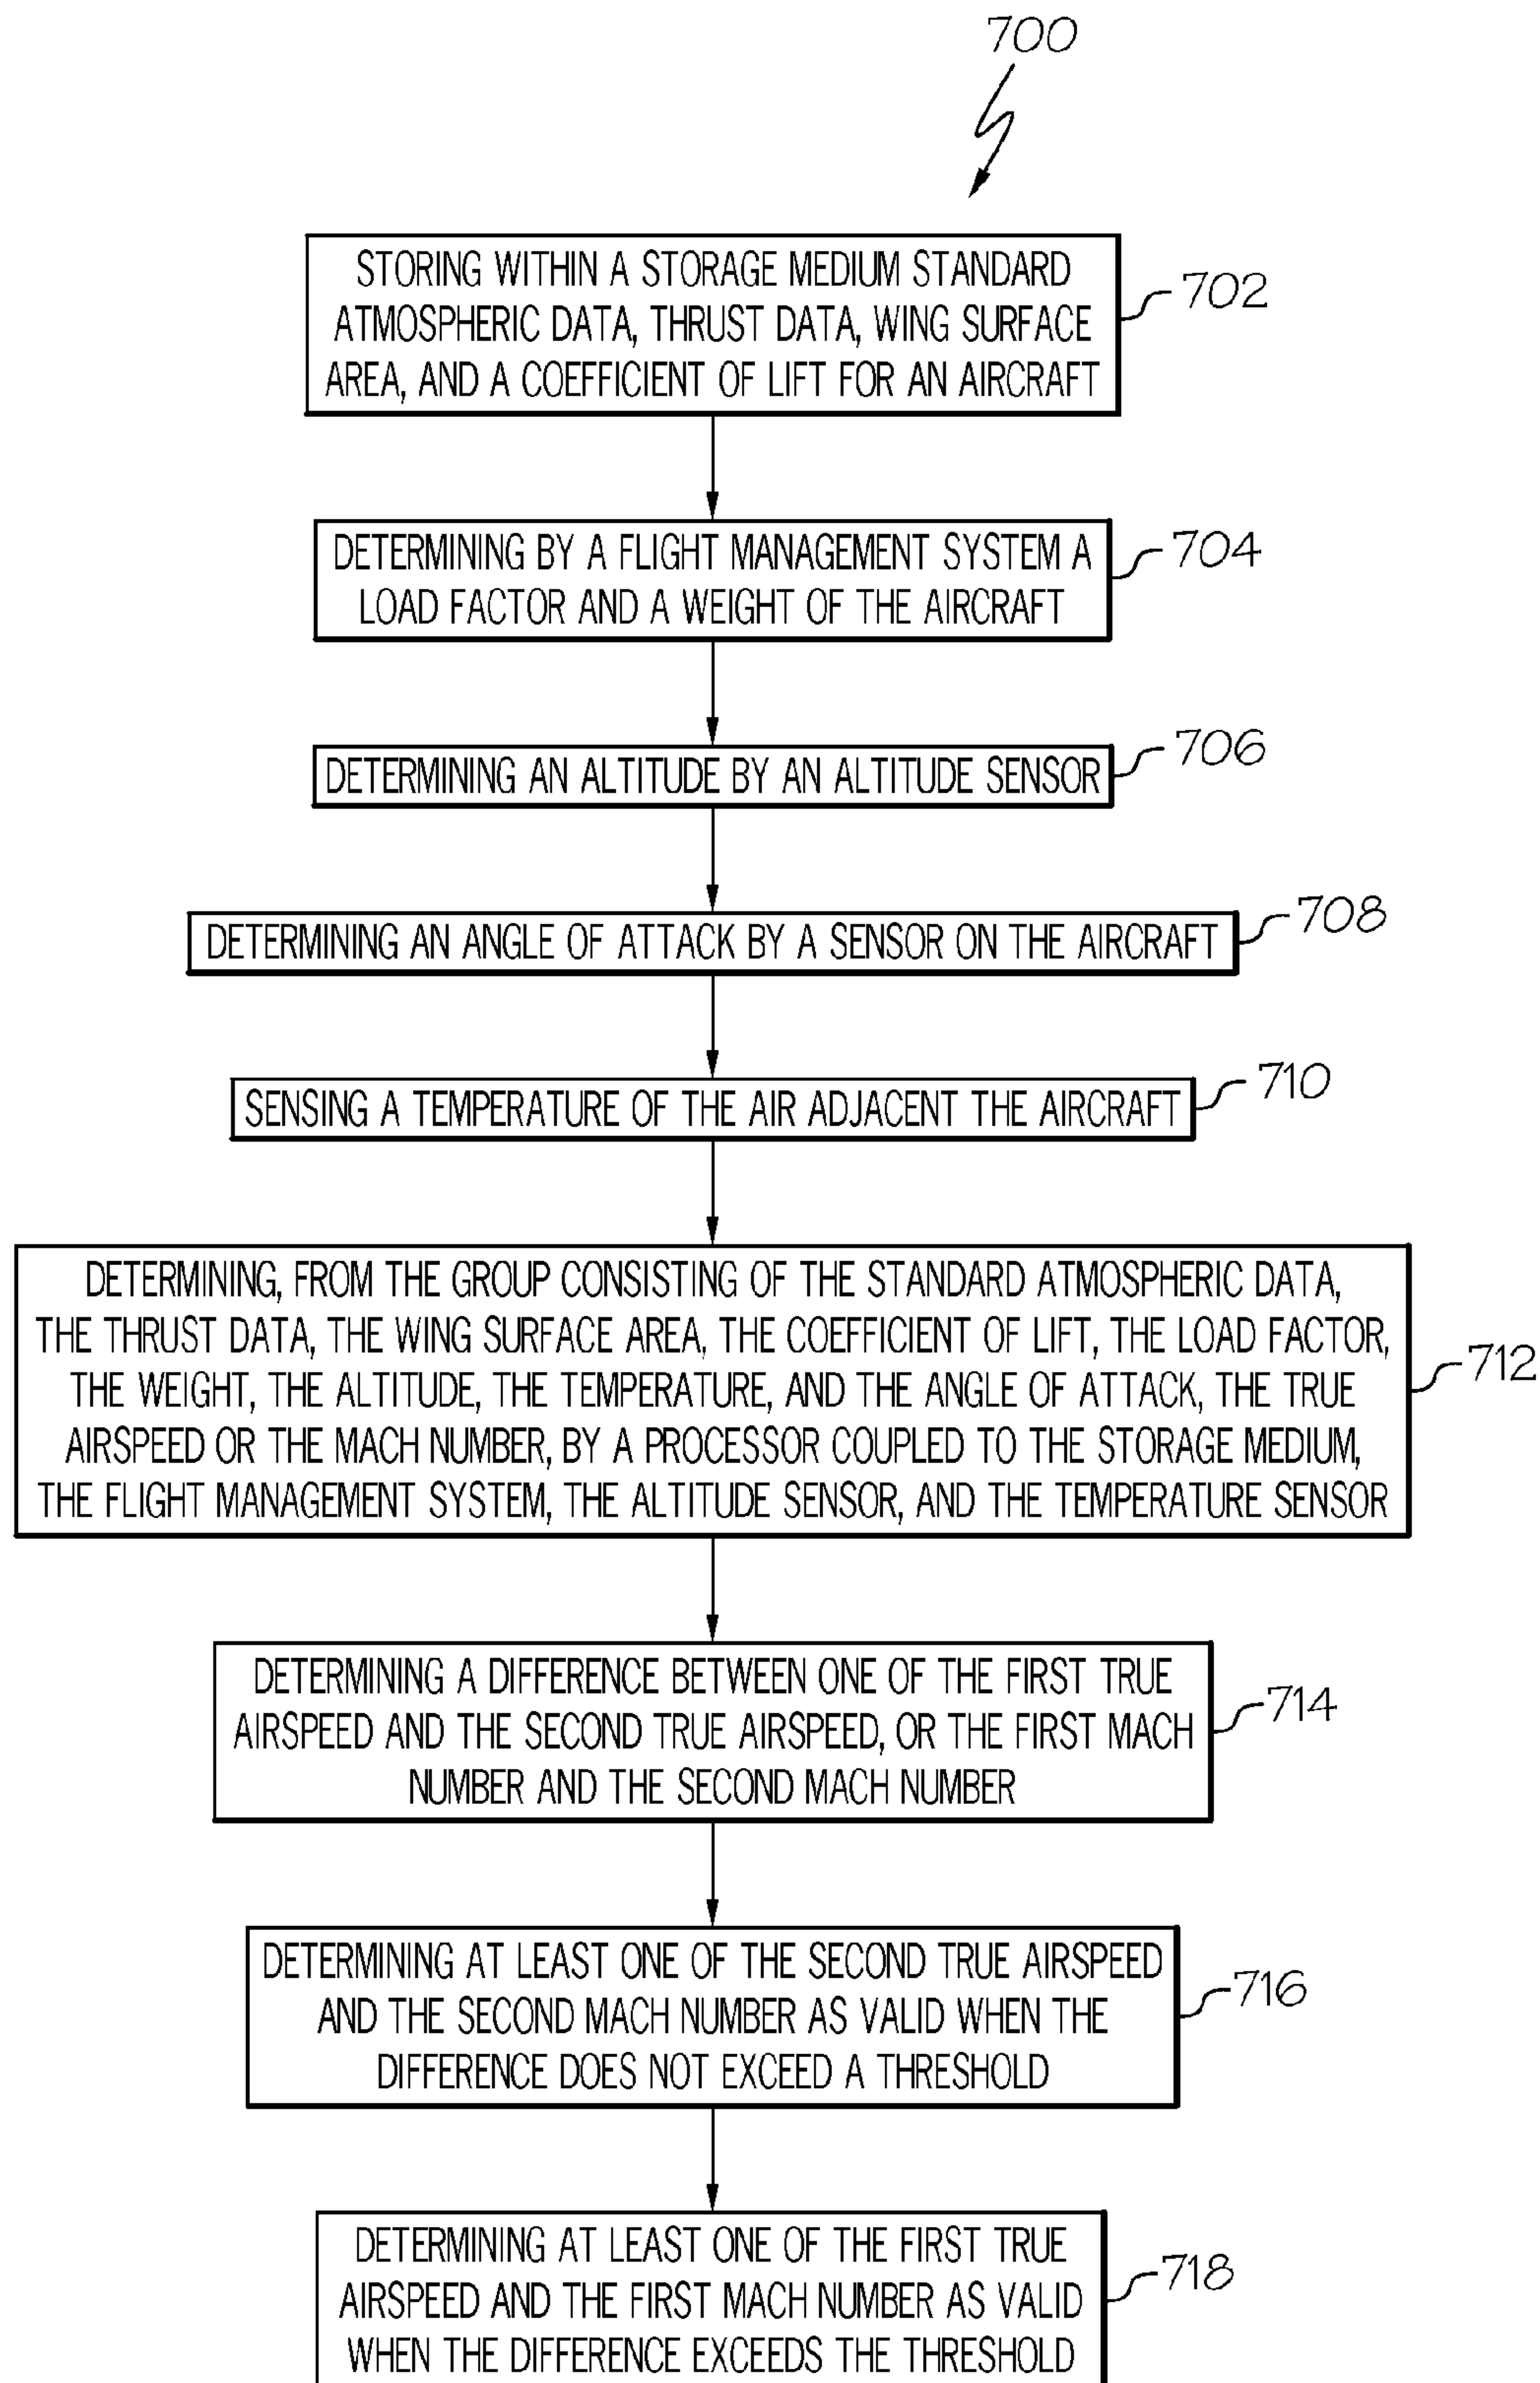 700
STORING WITHIN A STORAGE MEDIUM STANDARD
ATMOSPHERIC DATA, THRUST DATA, WING SURFACE
AREA, AND A COEFFICIENT OF LIFT FOR AN AIRCRAFT
702
DETERMINING BY A FLIGHT MANAGEMENT SYSTEM A
LOAD FACTOR AND A WEIGHT OF THE AIRCRAFT
704
DETERMINING AN ALTITUDE BY AN ALTITUDE SENSOR
706
DETERMINING AN ANGLE OF ATTACK BY A SENSOR ON THE AIRCRAFT
708
SENSING A TEMPERATURE OF THE AIR ADJACENT THE AIRCRAFT
710
DETERMINING, FROM THE GROUP CONSISTING OF THE STANDARD ATMOSPHERIC DATA,
THE THRUST DATA, THE WING SURFACE AREA, THE COEFFICIENT OF LIFT, THE LOAD FACTOR,
THE WEIGHT, THE ALTITUDE, THE TEMPERATURE, AND THE ANGLE OF ATTACK, THE TRUE
AIRSPEED OR THE MACH NUMBER, BY A PROCESSOR COUPLED TO THE STORAGE MEDIUM,
THE FLIGHT MANAGEMENT SYSTEM, THE ALTITUDE SENSOR, AND THE TEMPERATURE SENSOR
712
DETERMINING A DIFFERENCE BETWEEN ONE OF THE FIRST TRUE
AIRSPEED AND THE SECOND TRUE AIRSPEED, OR THE FIRST MACH
NUMBER AND THE SECOND MACH NUMBER
714
DETERMINING AT LEAST ONE OF THE SECOND TRUE AIRSPEED
AND THE SECOND MACH NUMBER AS VALID WHEN THE
DIFFERENCE DOES NOT EXCEED A THRESHOLD
716
DETERMINING AT LEAST ONE OF THE FIRST TRUE
AIRSPEED AND THE FIRST MACH NUMBER AS VALID
WHEN THE DIFFERENCE EXCEEDS THE THRESHOLD
718